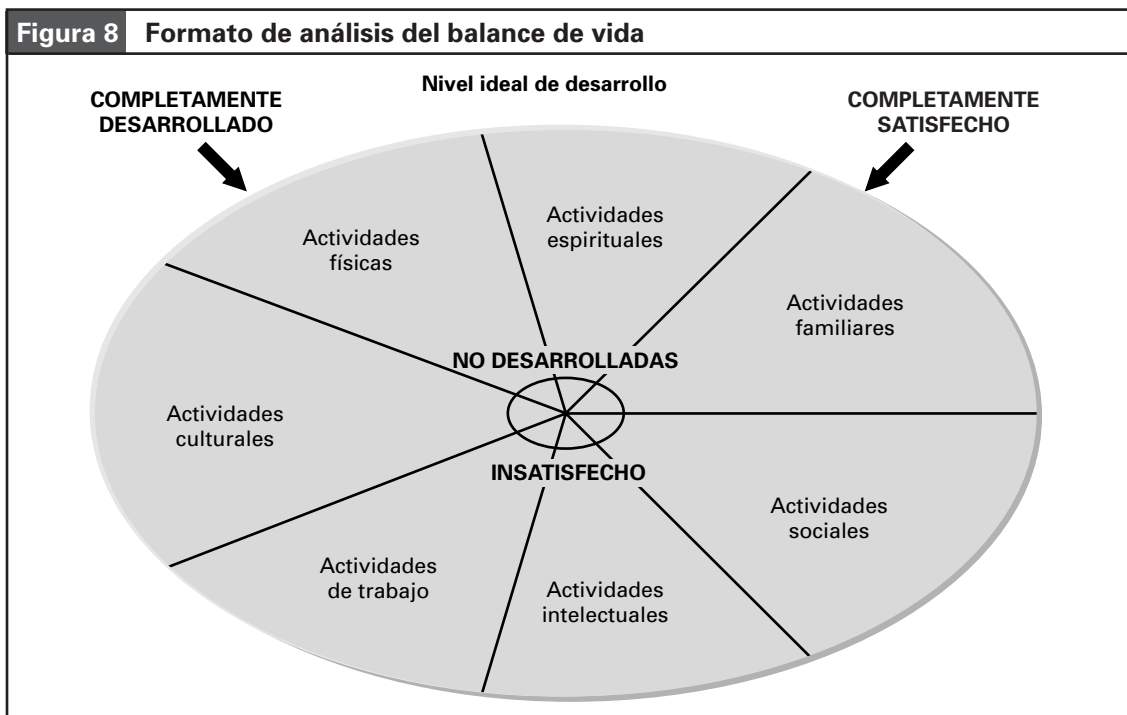 Figura 8 Formato de análisis del balance de vida
Nivel ideal de desarrollo
COMPLETAMENTE
DESARROLLADO
COMPLETAMENTE
SATISFECHO
Actividades
físicas
Actividades
espirituales
Actividades
familiares
NO DESARROLLADAS
Actividades
culturales
INSATISFECHO
Actividades
sociales
Actividades
de trabajo
Actividades
intelectuales